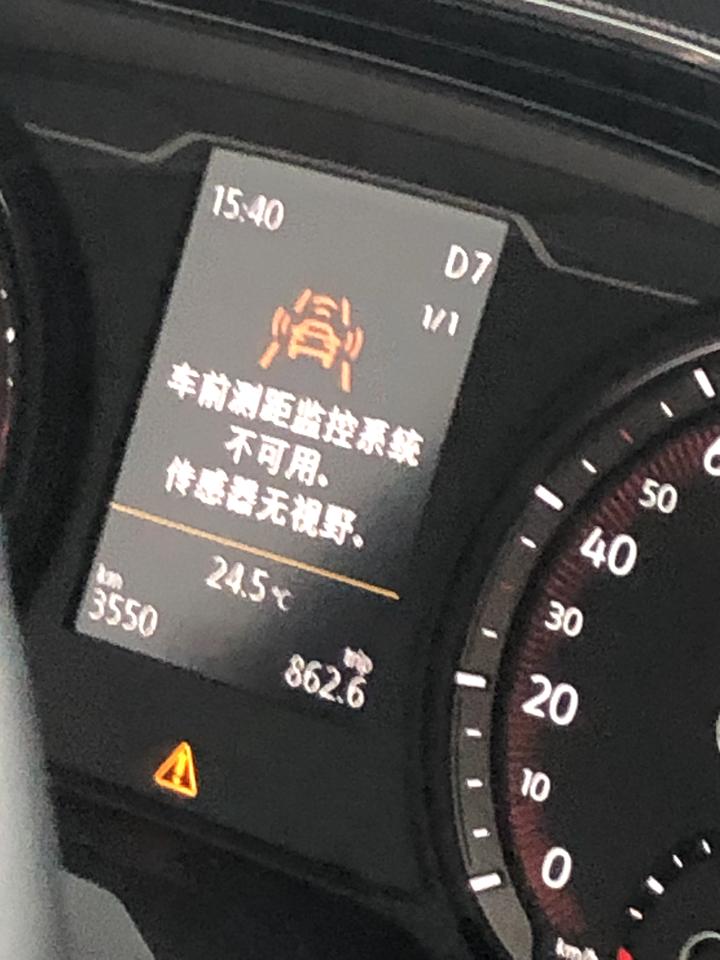 15:40
D7
1/1
车前测距监控系统
不可用。
传感器无视野。
24.5℃
km
3550
trip
862.6
50
40
30
20
10
0
km/h